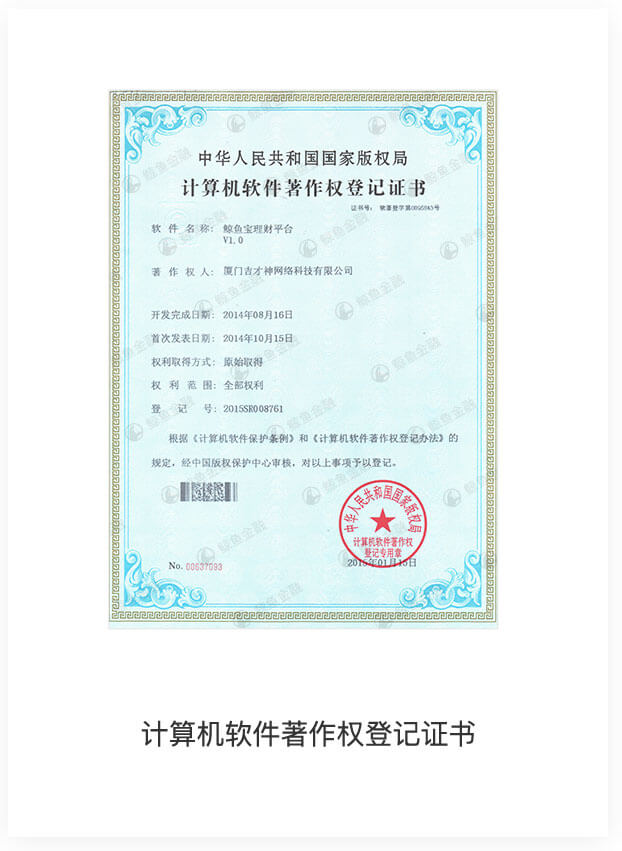 中华人民共和国国家版权局
计算机软件著作权登记证书
证书号: 软著登字第0895843号
软件名称: 鲸鱼宝理财平台
V1.0
著作权人: 厦门吉才神网络科技有限公司
开发完成日期: 2014年08月16日
首次发表日期: 2014年10月15日
权利取得方式: 原始取得
权利范围: 全部权利
登记号: 2015SR008761
根据《计算机软件保护条例》和《计算机软件著作权登记办法》的
规定,经中国版权保护中心审核,对以上事项予以登记。
中华人民共和国国家版权局
计算机软件著作权
登记专用章
No. 00637093
2015年01月15日
鲸鱼金融
计算机软件著作权登记证书